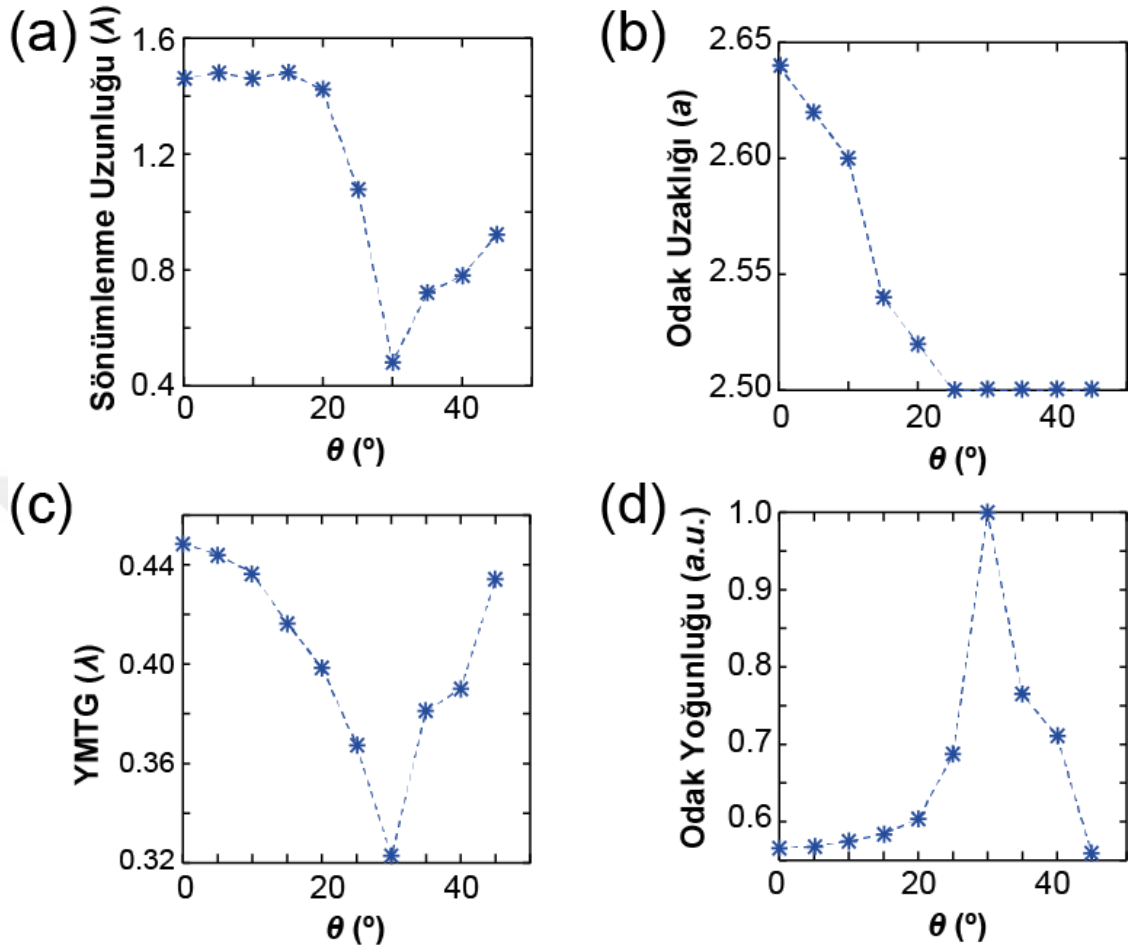 (a)
Sönümlenme Uzunluğu (λ)
1.6
1.2
0.8
0.4
0 20 40
θ (º)
(b)
Odak Uzaklığı (a)
2.65
2.60
2.55
2.50
0 20 40
θ (º)
(c)
YMTG (λ)
0.44
0.40
0.36
0.32
0 20 40
θ (º)
(d)
Odak Yoğunluğu (a.u.)
1.0
0.9
0.8
0.7
0.6
0 20 40
θ (º)